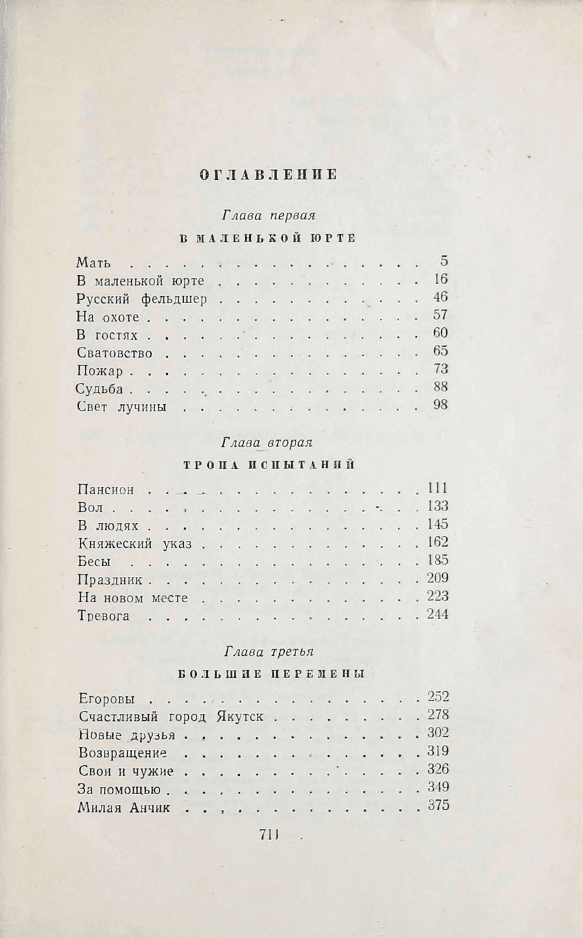 ОГЛАВЛЕНИЕ
Глава первая
В МАЛЕНЬКОЙ ЮРТЕ
Мать . . . . . . . . . . . . . . . . . 5
В маленькой юрте . . . . . . . . . . . . 16
Русский фельдшер . . . . . . . . . . . . 46
На охоте . . . . . . . . . . . . . . . . 57
В гостях . . . . . . . . . . . . . . . . 60
Сватовство . . . . . . . . . . . . . . . 65
Пожар . . . . . . . . . . . . . . . . . 73
Судьба . . . . . . . . . . . . . . . . . 88
Свет лучины . . . . . . . . . . . . . . 98
Глава вторая
ТРОПА ИСПЫТАНИЙ
Пансион . . . . . . . . . . . . . . . . 111
Вол . . . . . . . . . . . . . . . . . . 133
В людях . . . . . . . . . . . . . . . . 145
Княжеский указ . . . . . . . . . . . . . 162
Бесы . . . . . . . . . . . . . . . . . 185
Праздник . . . . . . . . . . . . . . . . 209
На новом месте . . . . . . . . . . . . . 223
Тревога . . . . . . . . . . . . . . . . 244
Глава третья
БОЛЬШИЕ ПЕРЕМЕНЫ
Егоровы . . . . . . . . . . . . . . . . 252
Счастливый город Якутск . . . . . . . . . 278
Новые друзья . . . . . . . . . . . . . . 302
Возвращение . . . . . . . . . . . . . . 319
Свои и чужие . . . . . . . . . . . . . . 326
За помощью . . . . . . . . . . . . . . . 349
Милая Анчик . . . . . . . . . . . . . . 375
711